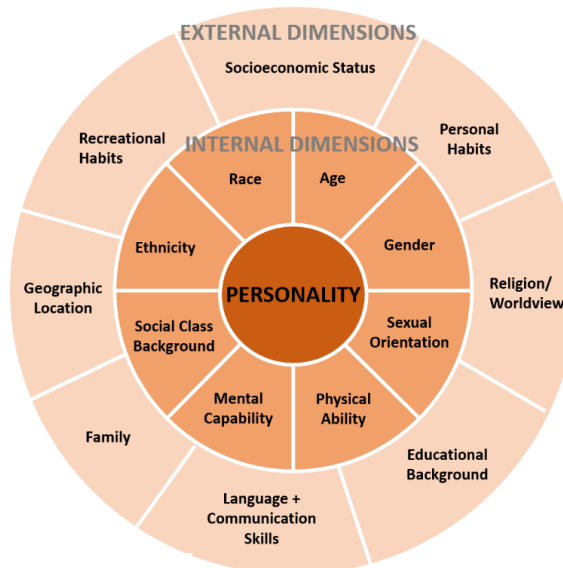 EXTERNAL DIMENSIONS
Socioeconomic Status
Recreational
Habits
Personal
Habits
INTERNAL DIMENSIONS
Race
Age
Ethnicity
Gender
Geographic
Location
PERSONALITY
Religion/
Worldview
Social Class
Background
Sexual
Orientation
Mental
Capability
Physical
Ability
Family
Educational
Background
Language +
Communication
Skills